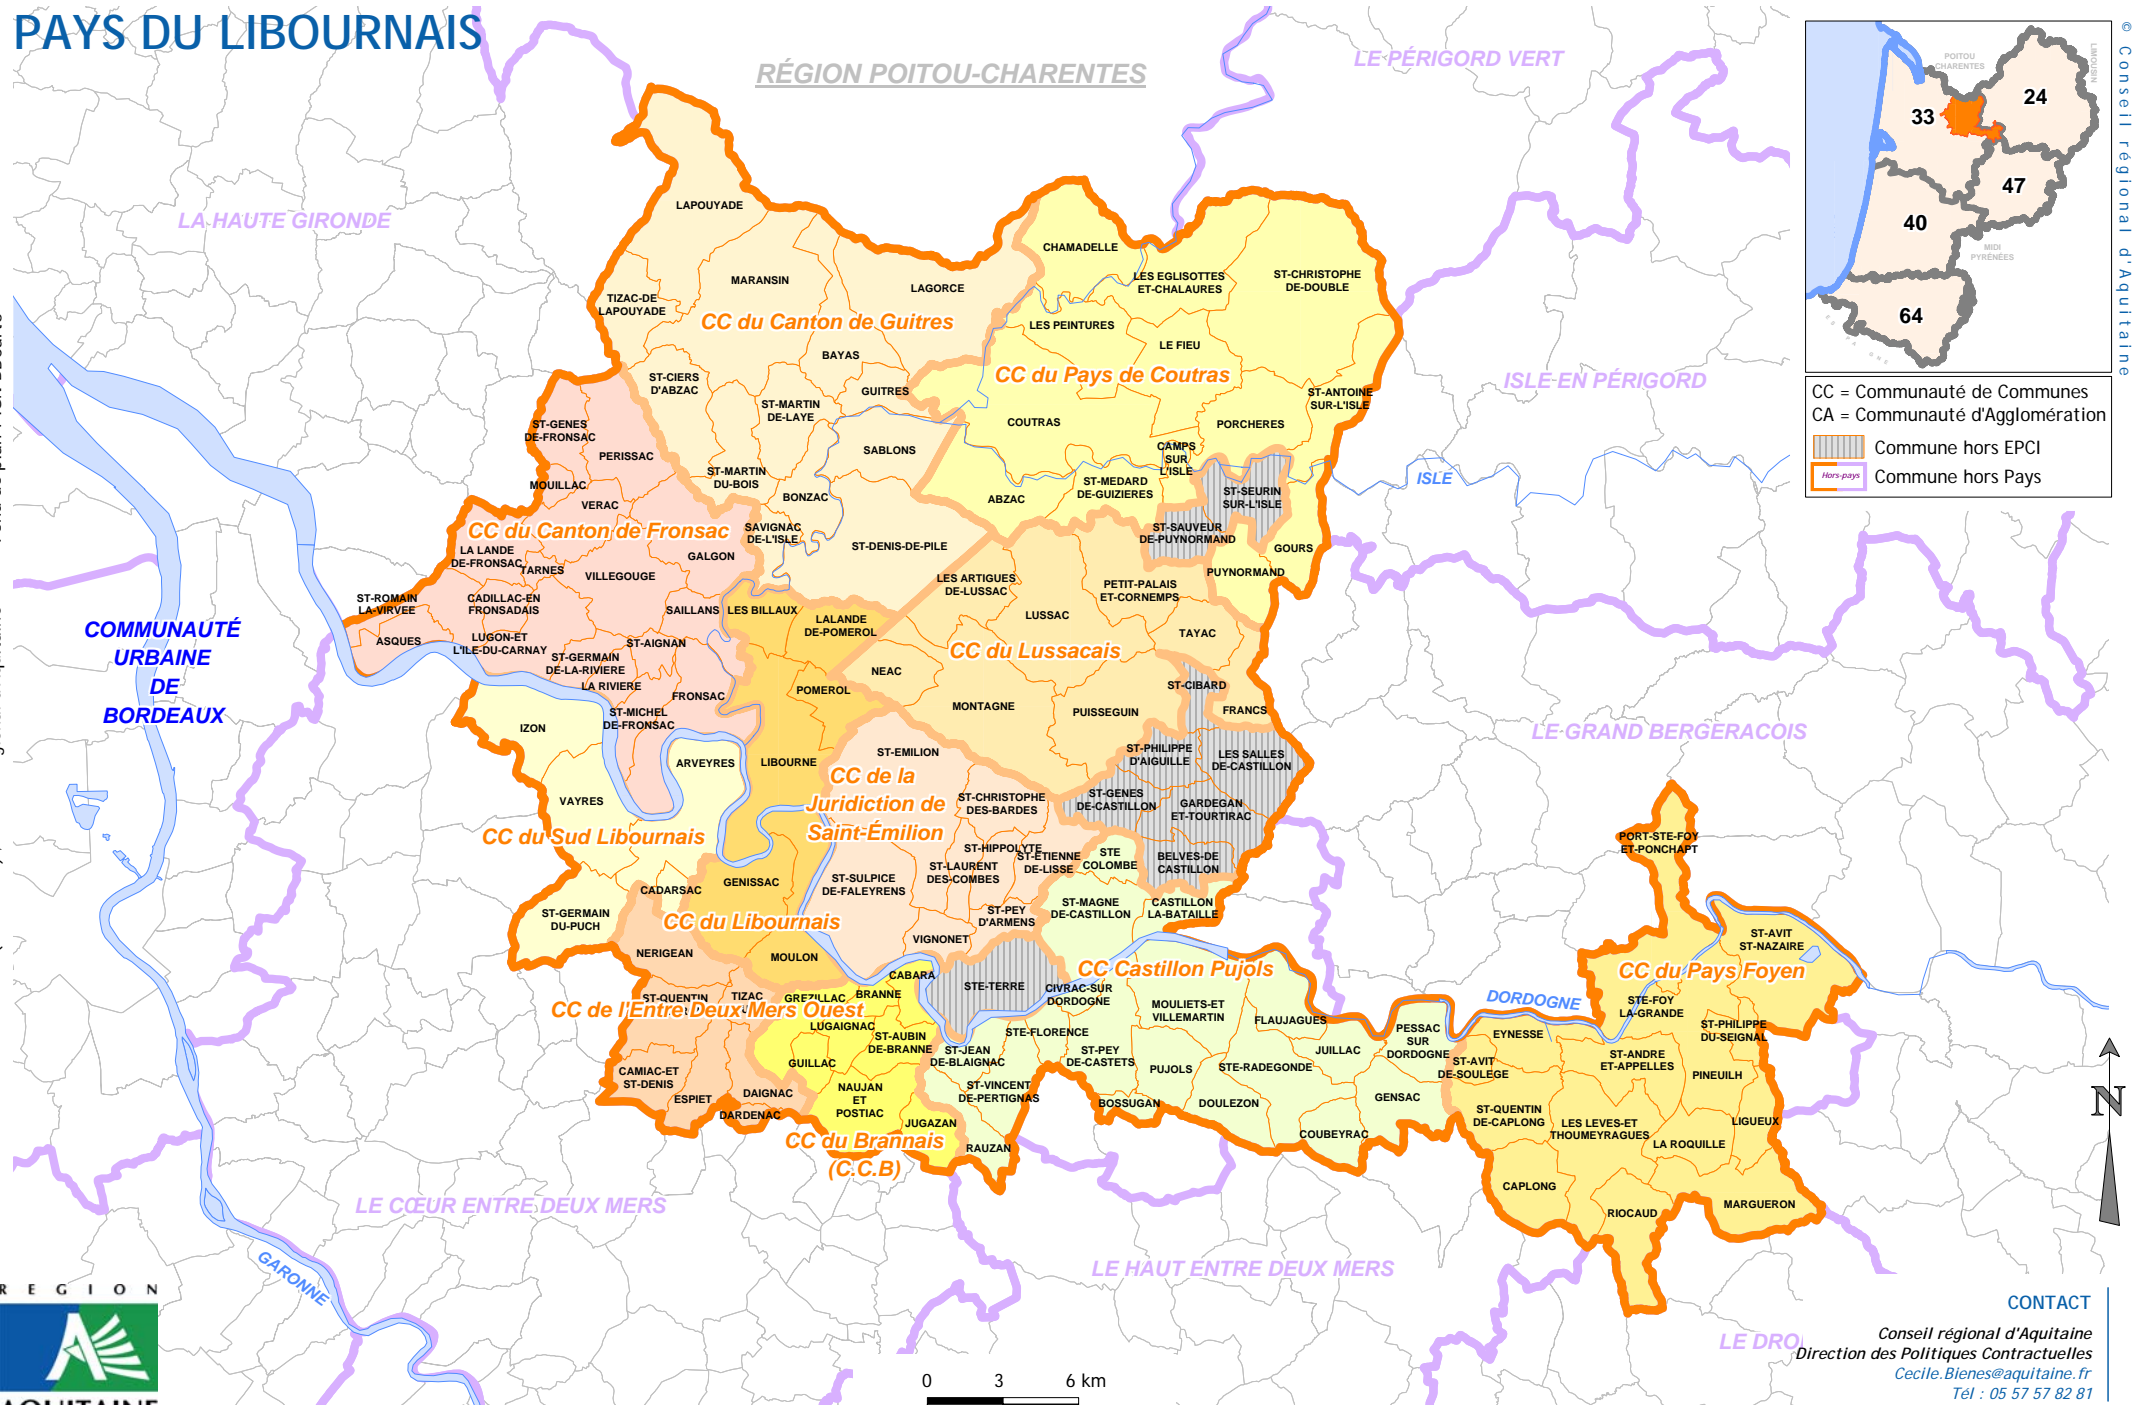 PAYS DU LIBOURNAIS
RÉGION POITOU-CHARENTES
LE PÉRIGORD VERT
LA HAUTE GIRONDE
ISLE EN PÉRIGORD
LE GRAND BERGERACOIS
LE CŒUR ENTRE DEUX MERS
LE HAUT ENTRE DEUX MERS
LE DRO
COMMUNAUTÉ
URBAINE
DE
BORDEAUX
ISLE
DORDOGNE
GARONNE
CC du Canton de Guitres
LAPOUYADE
MARANSIN
LAGORCE
TIZAC-DE
LAPOUYADE
BAYAS
GUITRES
ST-CIERS
D'ABZAC
ST-MARTIN
DE-LAYE
SABLONS
ST-MARTIN
DU-BOIS
BONZAC
SAVIGNAC
DE-L'ISLE
ST-DENIS-DE-PILE
CC du Pays de Coutras
CHAMADELLE
LES EGLISOTTES
ET-CHALAURES
ST-CHRISTOPHE
DE-DOUBLE
LES PEINTURES
LE FIEU
ST-ANTOINE
SUR-L'ISLE
COUTRAS
PORCHERES
CAMPS
SUR
L'ISLE
ABZAC
ST-MEDARD
DE-GUIZIERES
ST-SEURIN
SUR-L'ISLE
ST-SAUVEUR
DE-PUYNORMAND
GOURS
PUYNORMAND
CC du Canton de Fronsac
ST-GENES
DE-FRONSAC
PERISSAC
MOUILLAC
VERAC
LA LANDE
DE-FRONSAC
TARNES
VILLEGOUGE
GALGON
ST-ROMAIN
LA-VIRVEE
CADILLAC-EN
FRONSADAIS
SAILLANS
ASQUES
LUGON-ET
L'ILE-DU-CARNAY
ST-GERMAIN
DE-LA-RIVIERE
ST-AIGNAN
LA RIVIERE
FRONSAC
ST-MICHEL
DE-FRONSAC
LES BILLAUX
LALANDE
DE-POMEROL
POMEROL
LIBOURNE
GENISSAC
CC du Libournais
MOULON
CC du Lussacais
LES ARTIGUES
DE-LUSSAC
PETIT-PALAIS
ET-CORNEMPS
LUSSAC
TAYAC
NEAC
MONTAGNE
PUISSEGUIN
ST-CIBARD
FRANCS
ST-PHILIPPE
D'AIGUILLE
LES SALLES
DE-CASTILLON
ST-GENES
DE-CASTILLON
GARDEGAN
ET-TOURTIRAC
BELVES-DE
CASTILLON
CC du Sud Libournais
IZON
ARVEYRES
VAYRES
CADARSAC
ST-GERMAIN
DU-PUCH
CC de la
Juridiction de
Saint-Émilion
ST-EMILION
ST-CHRISTOPHE
DES-BARDES
ST-HIPPOLYTE
ST-ETIENNE
DE-LISSE
ST-LAURENT
DES-COMBES
ST-SULPICE
DE-FALEYRENS
ST-PEY
D'ARMENS
VIGNONET
STE-TERRE
CC de l'Entre Deux Mers Ouest
NERIGEAN
ST-QUENTIN
TIZAC
CAMIAC-ET
ST-DENIS
ESPIET
DAIGNAC
DARDENAC
CC du Brannais
(C.C.B)
CABARA
GREZILLAC
BRANNE
LUGAIGNAC
ST-AUBIN
DE-BRANNE
GUILLAC
NAUJAN
ET
POSTIAC
JUGAZAN
CC Castillon Pujols
STE
COLOMBE
ST-MAGNE
DE-CASTILLON
CASTILLON
LA-BATAILLE
CIVRAC-SUR
DORDOGNE
MOULIETS-ET
VILLEMARTIN
FLAUJAGUES
STE-FLORENCE
ST-JEAN
DE-BLAIGNAC
ST-PEY
DE-CASTETS
PUJOLS
STE-RADEGONDE
JUILLAC
PESSAC
SUR
DORDOGNE
ST-VINCENT
DE-PERTIGNAS
BOSSUGAN
DOULEZON
GENSAC
COUBEYRAC
RAUZAN
CC du Pays Foyen
PORT-STE-FOY
ET-PONCHAPT
ST-AVIT
ST-NAZAIRE
STE-FOY
LA-GRANDE
ST-PHILIPPE
DU-SEIGNAL
EYNESSE
ST-AVIT
DE-SOULEGE
ST-ANDRE
ET-APPELLES
PINEUILH
ST-QUENTIN
DE-CAPLONG
LES LEVES-ET
THOUMEYRAGUES
LIGUEUX
LA ROQUILLE
CAPLONG
RIOCAUD
MARGUERON
POITOU
CHARENTES
LIMOUSIN
33
24
47
40
MIDI
PYRÉNÉES
64
© Conseil régional d'Aquitaine
CC = Communauté de Communes
CA = Communauté d'Agglomération
Commune hors EPCI
Hors-pays
Commune hors Pays
N
0 3 6 km
REGION
AQUITAINE
CONTACT
Conseil régional d'Aquitaine
Direction des Politiques Contractuelles
Cecile.Bienes@aquitaine.fr
Tél : 05 57 57 82 81